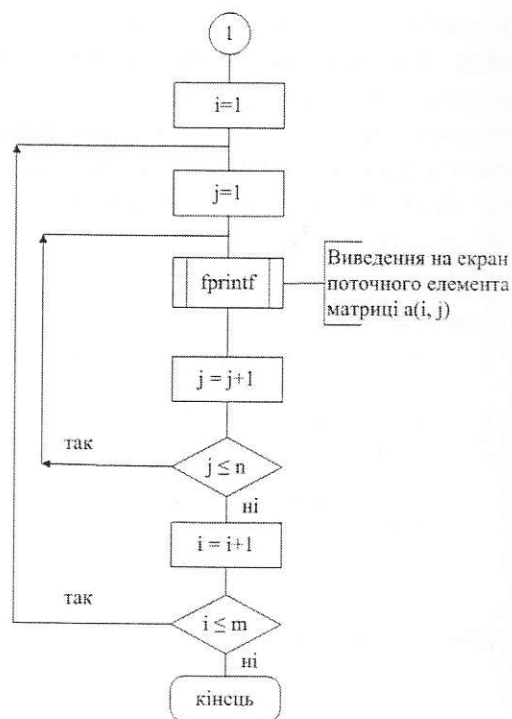 1
i=1
j=1
fprintf
Виведення на екран
поточного елемента
матриці a(i, j)
j = j+1
так
j ≤ n
ні
i = i+1
так
i ≤ m
ні
кінець